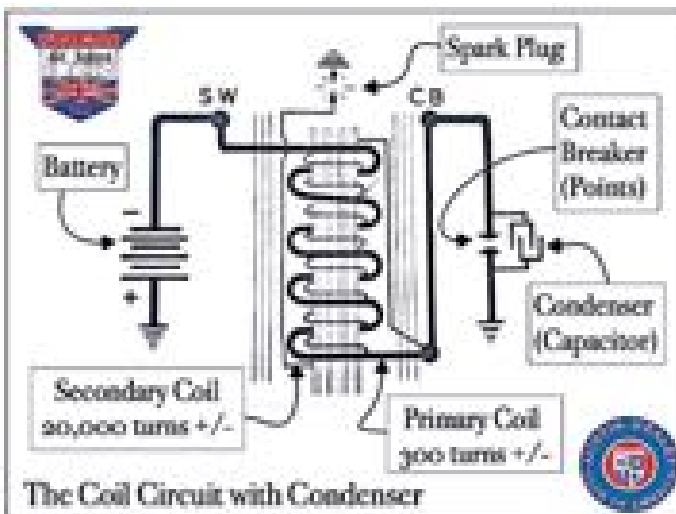 Spark Plug
SW
CB
Contact
Breaker
(Points)
Battery
−
+
Condenser
(Capacitor)
Secondary Coil
20,000 turns +/-
Primary Coil
300 turns +/-
The Coil Circuit with Condenser